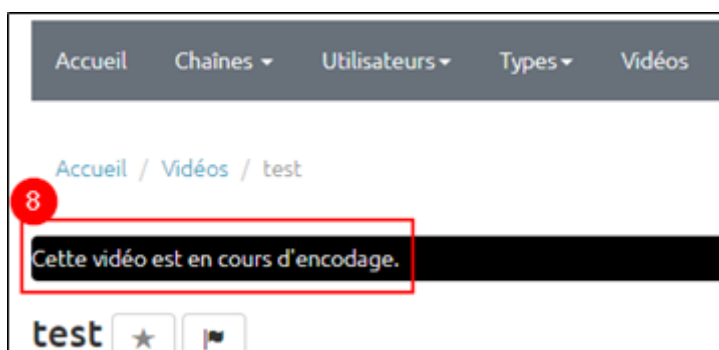 Accueil Chaînes Utilisateurs Types Vidéos
Accueil / Vidéos / test
8
Cette vidéo est en cours d'encodage.
test